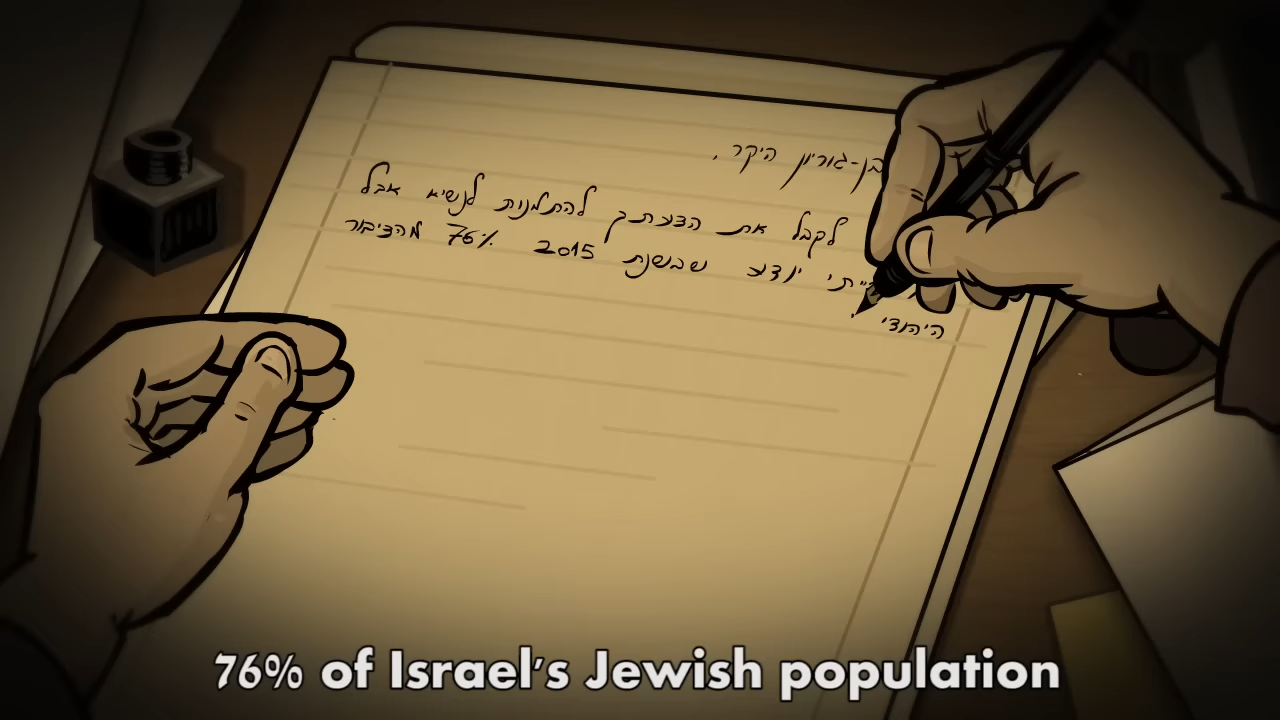 בן-גוריון היקר,
לקבל את הצעתך להתמנות לנשיא אבל
יודע שבשנת 2015 76% מהציבור
היהודי
76% of Israel's Jewish population